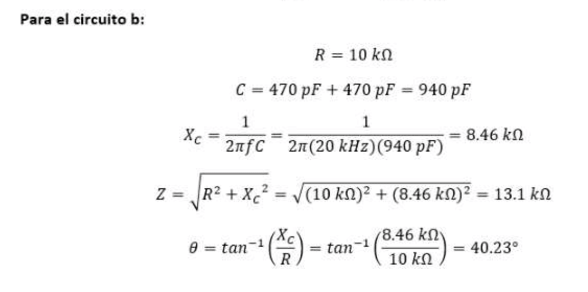 Para el circuito b:
R = 10 kΩ
C = 470 pF + 470 pF = 940 pF
X_C = 1/(2πfC) = 1/(2π(20 kHz)(940 pF)) = 8.46 kΩ
Z = √(R² + X_C²) = √((10 kΩ)² + (8.46 kΩ)²) = 13.1 kΩ
θ = tan⁻¹(X_C/R) = tan⁻¹(8.46 kΩ/10 kΩ) = 40.23°